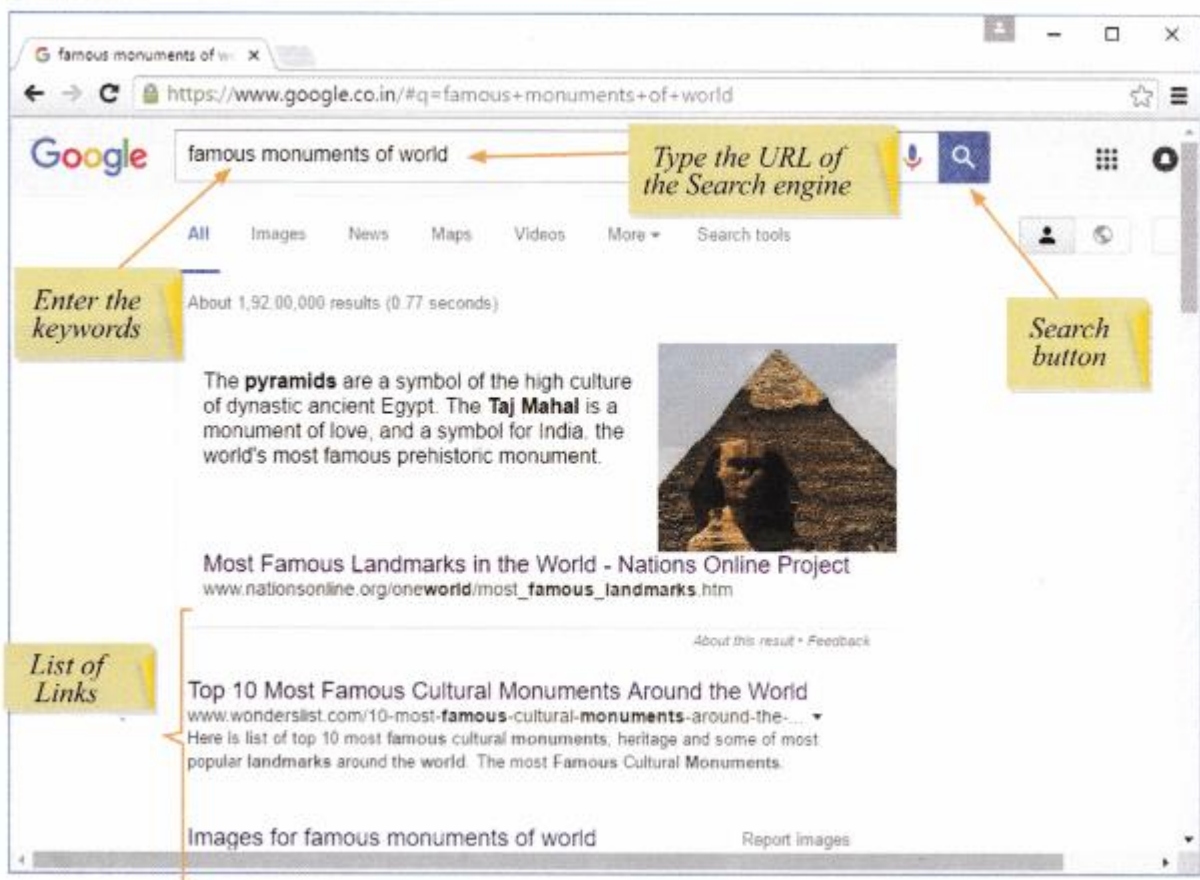 famous monuments of w
https://www.google.co.in/#q=famous+monuments+of+world
Google
famous monuments of world
Type the URL of
the Search engine
All Images News Maps Videos More Search tools
Enter the
keywords
About 1,92,00,000 results (0.77 seconds)
Search
button
The pyramids are a symbol of the high culture
of dynastic ancient Egypt. The Taj Mahal is a
monument of love, and a symbol for India, the
world's most famous prehistoric monument.
Most Famous Landmarks in the World - Nations Online Project
www.nationsonline.org/oneworld/most_famous_landmarks.htm
About this result • Feedback
List of
Links
Top 10 Most Famous Cultural Monuments Around the World
www.wonderslist.com/10-most-famous-cultural-monuments-around-the-...
Here is list of top 10 most famous cultural monuments, heritage and some of most
popular landmarks around the world. The most Famous Cultural Monuments.
Images for famous monuments of world Report images